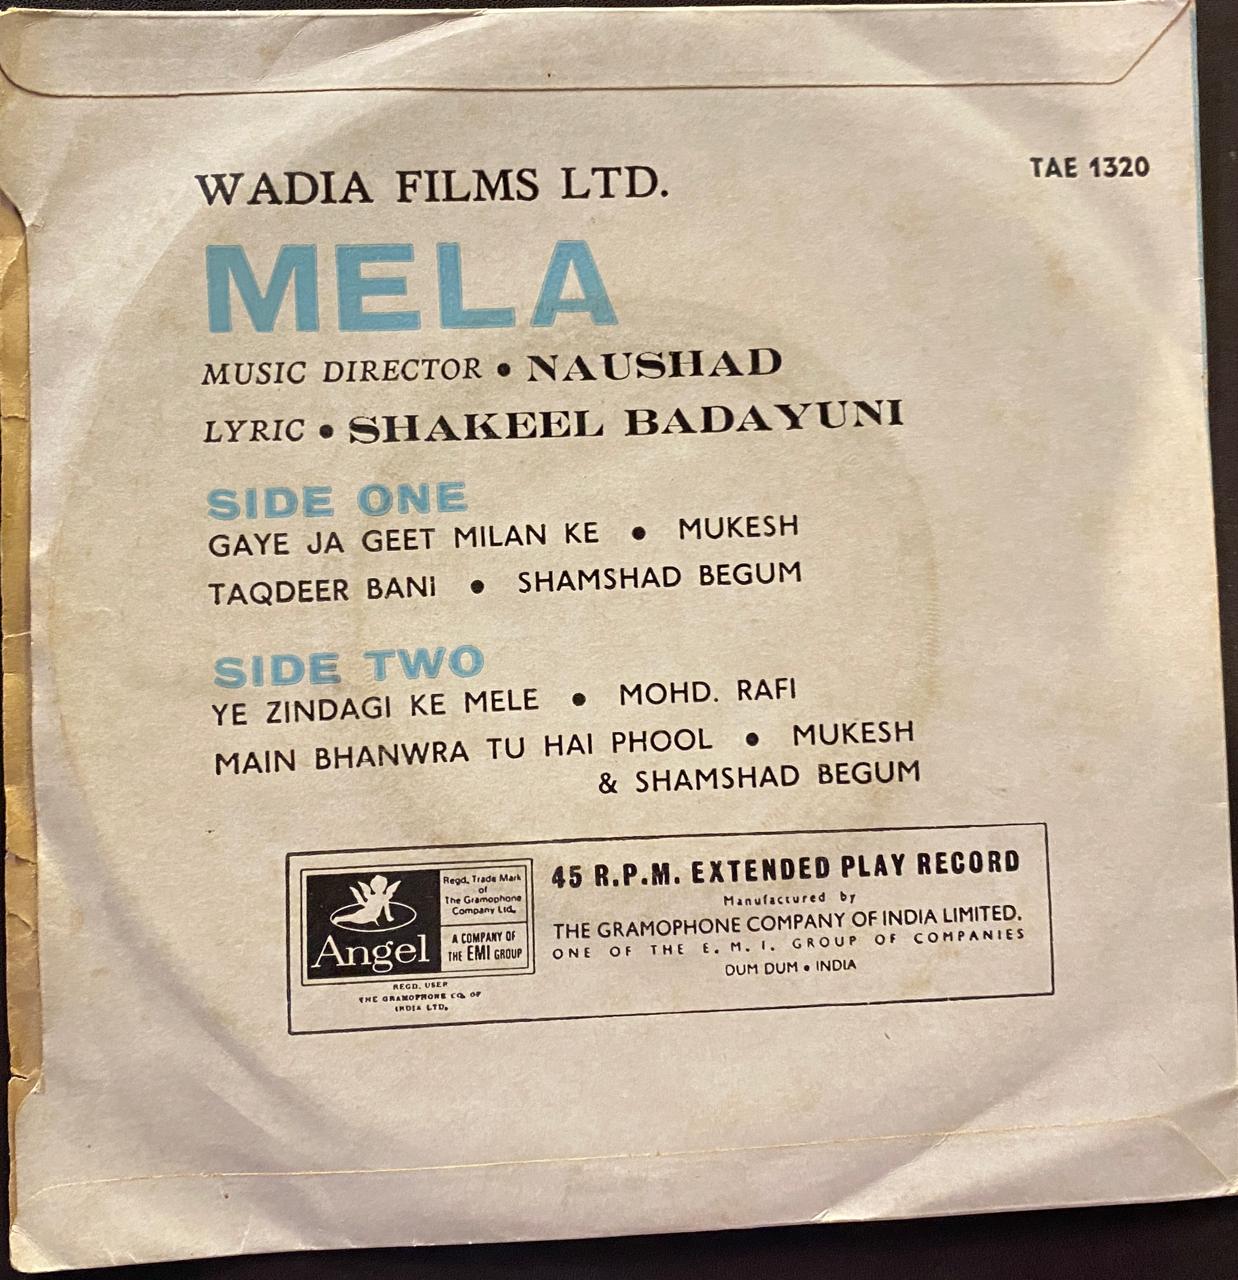 TAE 1320
WADIA FILMS LTD.
MELA
MUSIC DIRECTOR • NAUSHAD
LYRIC • SHAKEEL BADAYUNI
SIDE ONE
GAYE JA GEET MILAN KE • MUKESH
TAQDEER BANI • SHAMSHAD BEGUM
SIDE TWO
YE ZINDAGI KE MELE • MOHD. RAFI
MAIN BHANWRA TU HAI PHOOL • MUKESH
& SHAMSHAD BEGUM
Angel
Regd. Trade Mark
of
The Gramophone
Company Ltd.
A COMPANY OF
THE EMI GROUP
REGD. USER
THE GRAMOPHONE CO. OF
INDIA LTD.
45 R.P.M. EXTENDED PLAY RECORD
Manufactured by
THE GRAMOPHONE COMPANY OF INDIA LIMITED.
ONE OF THE E. M. I. GROUP OF COMPANIES
DUM DUM • INDIA